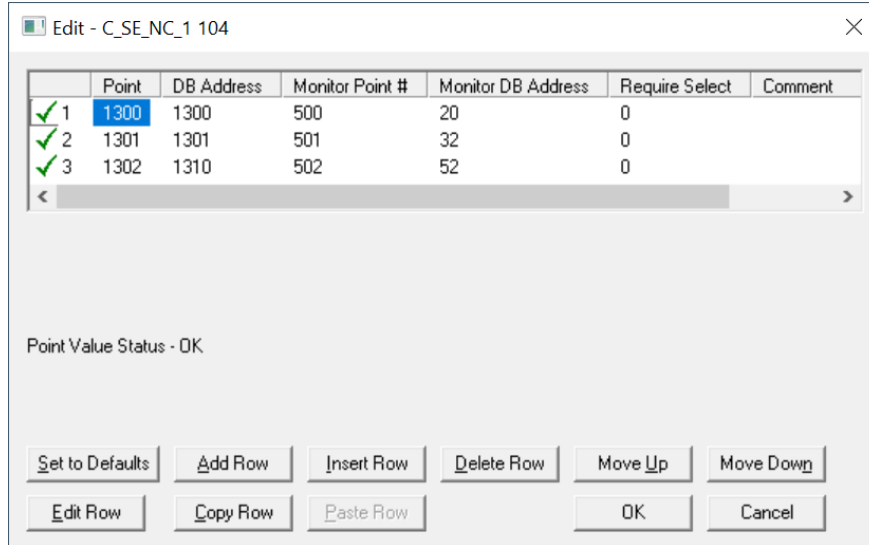 Edit - C_SE_NC_1 104
Point DB Address Monitor Point # Monitor DB Address Require Select Comment
1 1300 1300 500 20 0
2 1301 1301 501 32 0
3 1302 1310 502 52 0
Point Value Status - OK
Set to Defaults Add Row Insert Row Delete Row Move Up Move Down
Edit Row Copy Row Paste Row OK Cancel